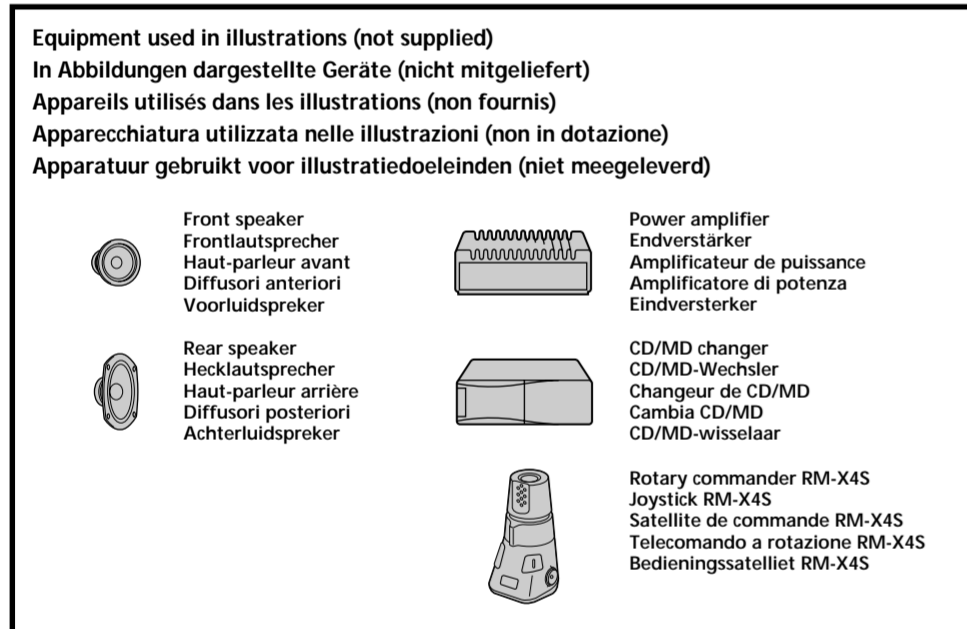 Equipment used in illustrations (not supplied)
In Abbildungen dargestellte Geräte (nicht mitgeliefert)
Appareils utilisés dans les illustrations (non fournis)
Apparecchiatura utilizzata nelle illustrazioni (non in dotazione)
Apparatuur gebruikt voor illustratiedoeleinden (niet meegeleverd)
Front speaker
Frontlautsprecher
Haut-parleur avant
Diffusori anteriori
Voorluidspreker
Rear speaker
Hecklautsprecher
Haut-parleur arrière
Diffusori posteriori
Achterluidspreker
Power amplifier
Endverstärker
Amplificateur de puissance
Amplificatore di potenza
Eindversterker
CD/MD changer
CD/MD-Wechsler
Changeur de CD/MD
Cambia CD/MD
CD/MD-wisselaar
Rotary commander RM-X4S
Joystick RM-X4S
Satellite de commande RM-X4S
Telecomando a rotazione RM-X4S
Bedieningssatelliet RM-X4S